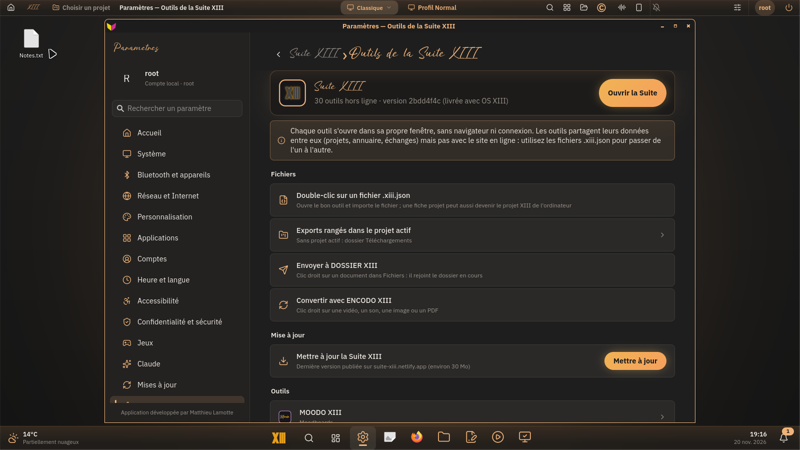 XIII
Choisir un projet
Paramètres — Outils de la Suite XIII
Classique
Profil Normal
root
Paramètres — Outils de la Suite XIII
Notes.txt
Paramètres
R
root
Compte local · root
Rechercher un paramètre
Accueil
Système
Bluetooth et appareils
Réseau et Internet
Personnalisation
Applications
Comptes
Heure et langue
Accessibilité
Confidentialité et sécurité
Jeux
Claude
Mises à jour
Application développée par Matthieu Lamotte
Suite XIII
Outils de la Suite XIII
XIII
Suite XIII
30 outils hors ligne · version 2bdd4f4c (livrée avec OS XIII)
Ouvrir la Suite
Chaque outil s'ouvre dans sa propre fenêtre, sans navigateur ni connexion. Les outils partagent leurs données
entre eux (projets, annuaire, échanges) mais pas avec le site en ligne : utilisez les fichiers .xiii.json pour passer de
l'un à l'autre.
Fichiers
Double-clic sur un fichier .xiii.json
Ouvre le bon outil et importe le fichier ; une fiche projet peut aussi devenir le projet XIII de l'ordinateur
Exports rangés dans le projet actif
Sans projet actif : dossier Téléchargements
Envoyer à DOSSIER XIII
Clic droit sur un document dans Fichiers : il rejoint le dossier en cours
Convertir avec ENCODO XIII
Clic droit sur une vidéo, un son, une image ou un PDF
Mise à jour
Mettre à jour la Suite XIII
Dernière version publiée sur suite-xiii.netlify.app (environ 30 Mo)
Mettre à jour
Outils
MOODO XIII
14°C
Partiellement nuageux
XIII
19:16
20 nov. 2026
1